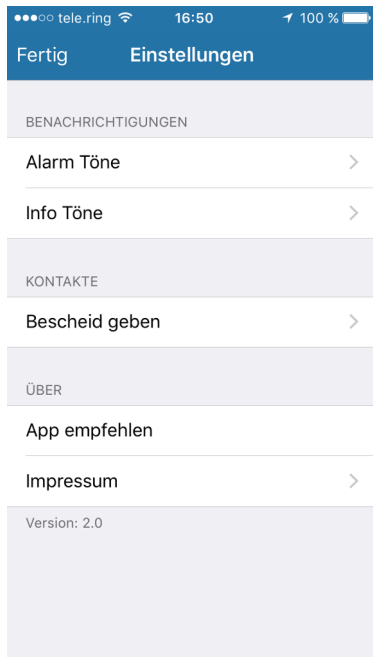 tele.ring 16:50 100 %
Fertig Einstellungen
BENACHRICHTIGUNGEN
Alarm Töne
Info Töne
KONTAKTE
Bescheid geben
ÜBER
App empfehlen
Impressum
Version: 2.0